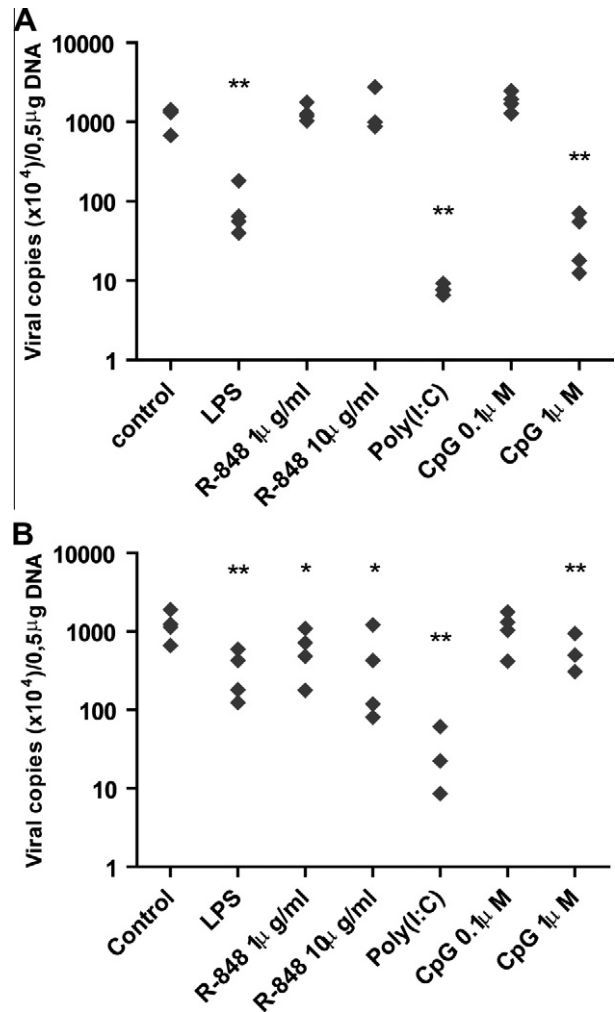 A
Viral copies (x10⁴)/0,5μg DNA
10000
1000
100
10
1
**
**
**
control
LPS
R-848 1μ g/ml
R-848 10μ g/ml
Poly(I:C)
CpG 0.1μ M
CpG 1μ M
B
Viral copies (x10⁴)/0,5μg DNA
10000
1000
100
10
1
**
*
*
**
**
Control
LPS
R-848 1μ g/ml
R-848 10μ g/ml
Poly(I:C)
CpG 0.1μ M
CpG 1μ M